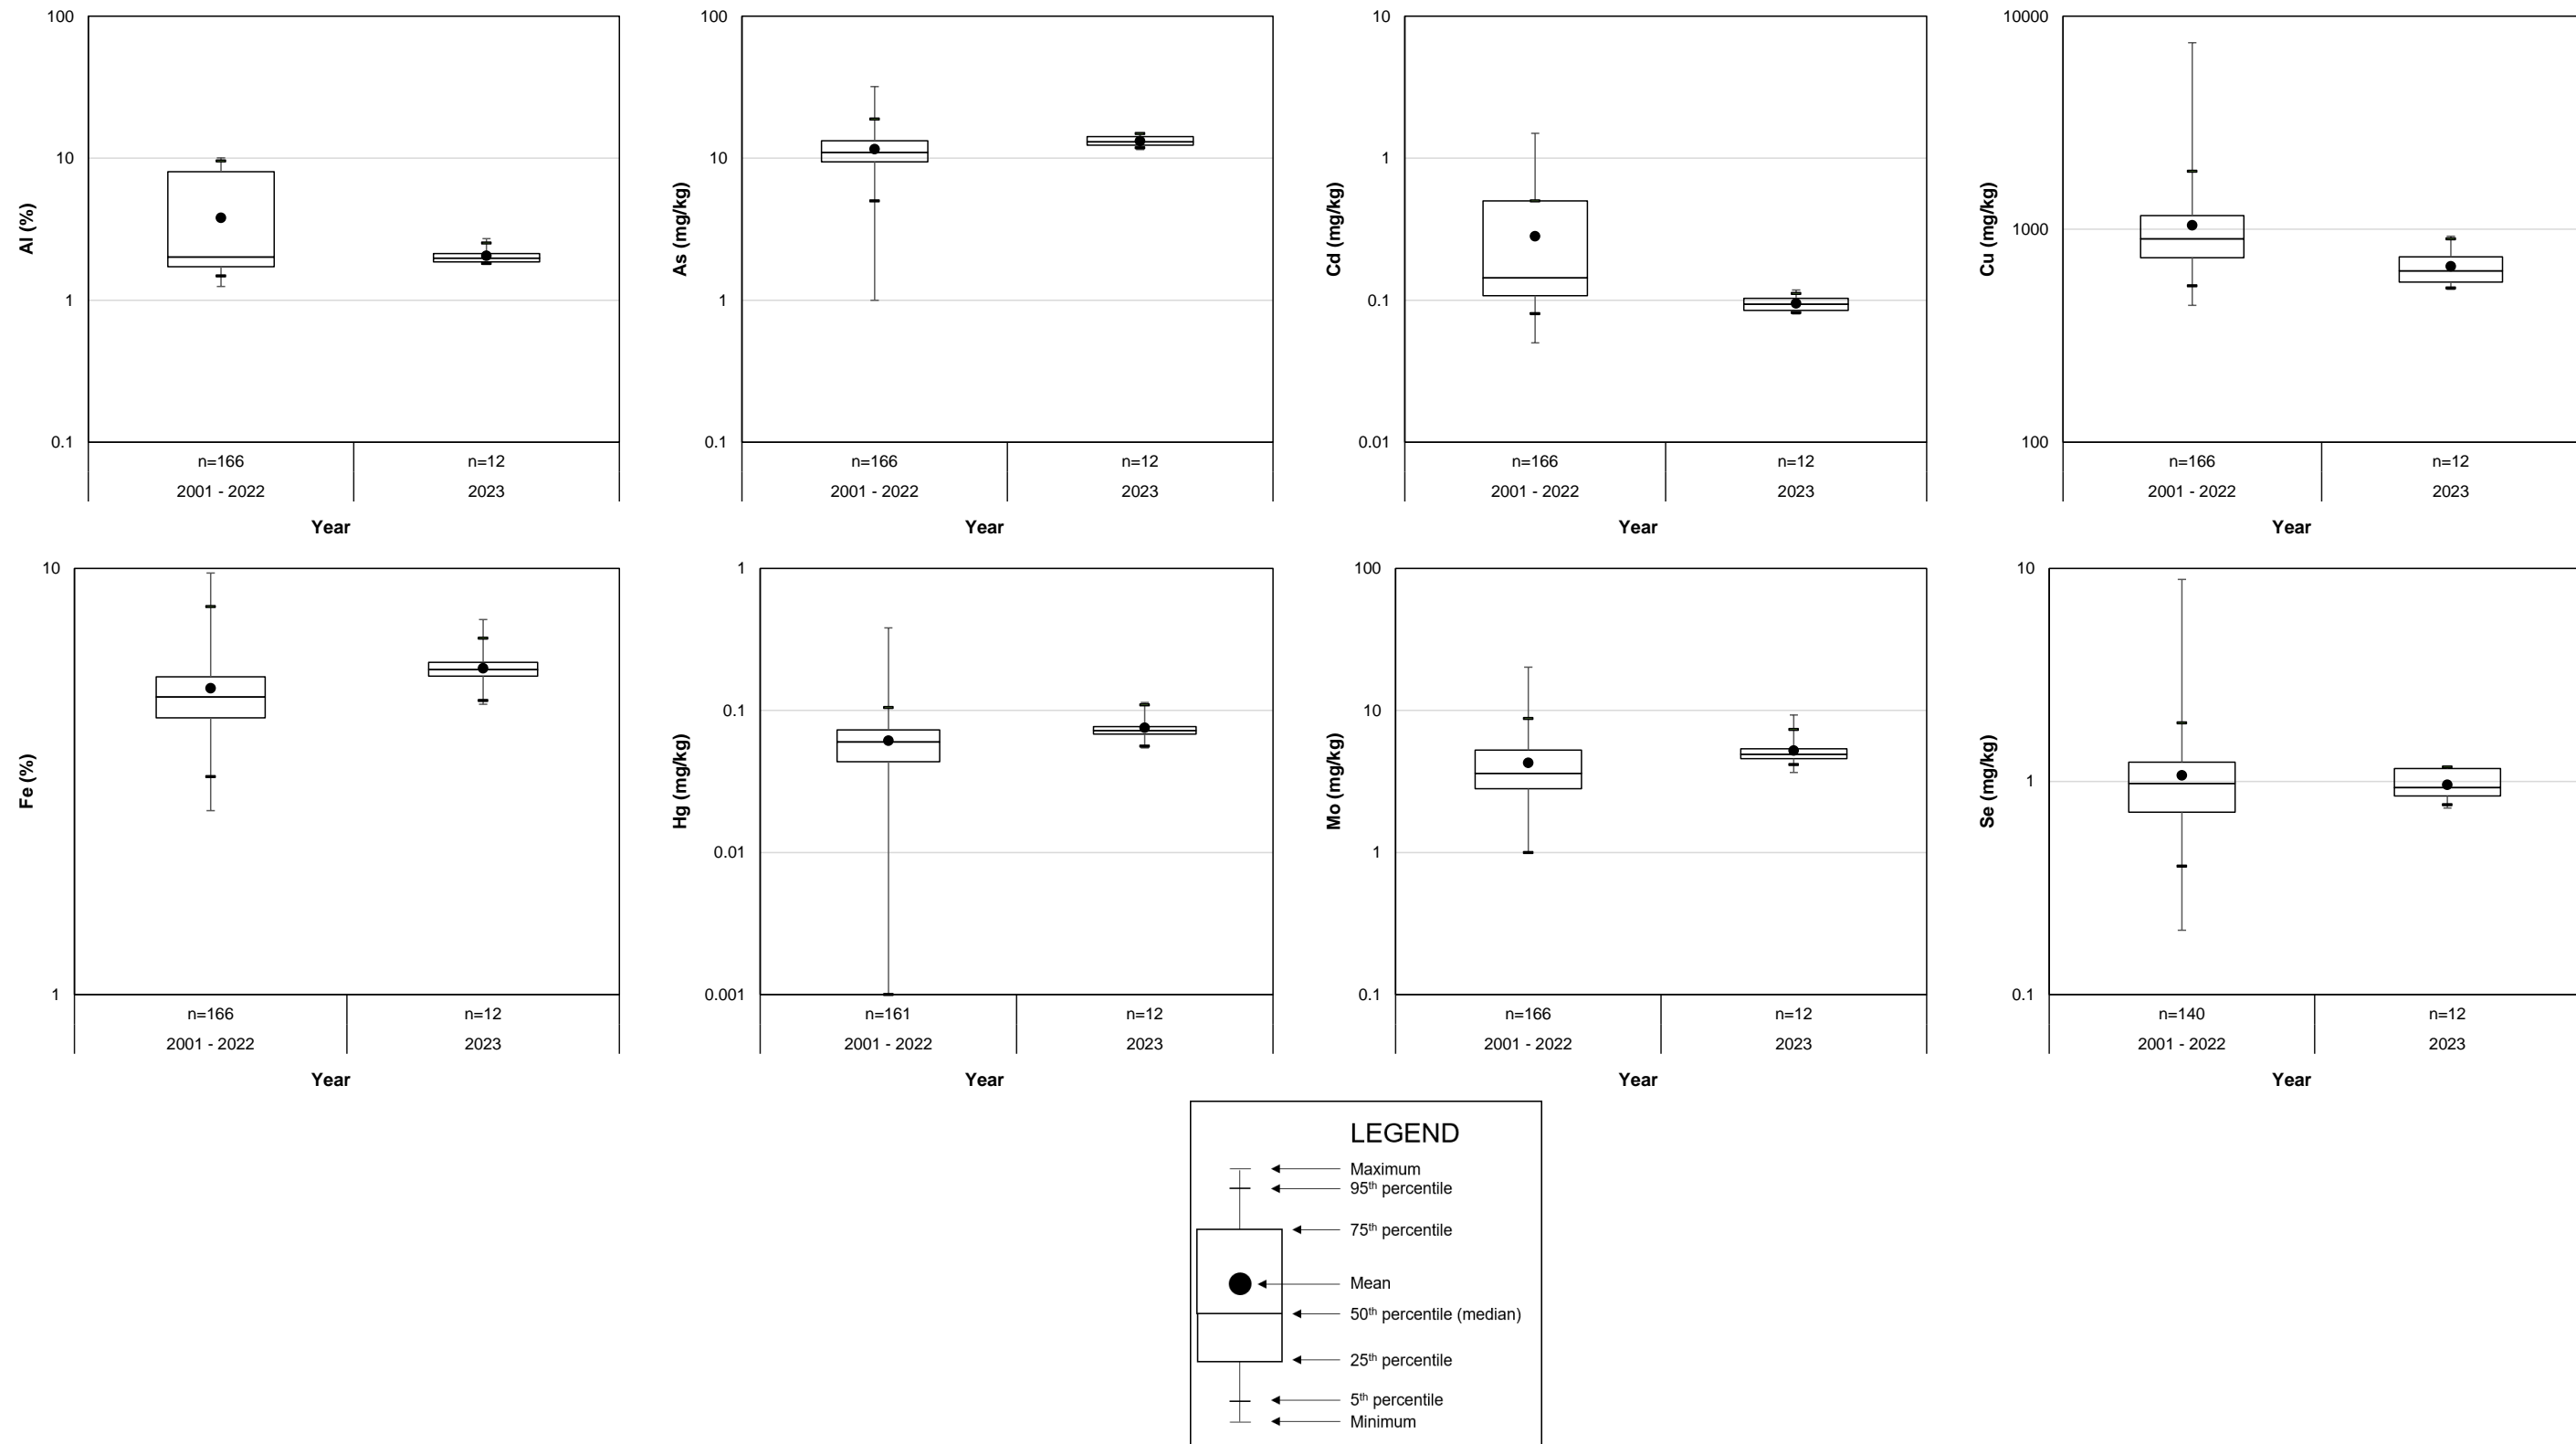 100
10
1
0.1
Al (%)
n=166
n=12
2001 - 2022
2023
Year
100
10
1
0.1
As (mg/kg)
n=166
n=12
2001 - 2022
2023
Year
10
1
0.1
0.01
Cd (mg/kg)
n=166
n=12
2001 - 2022
2023
Year
10000
1000
100
Cu (mg/kg)
n=166
n=12
2001 - 2022
2023
Year
10
1
Fe (%)
n=166
n=12
2001 - 2022
2023
Year
1
0.1
0.01
0.001
Hg (mg/kg)
n=161
n=12
2001 - 2022
2023
Year
100
10
1
0.1
Mo (mg/kg)
n=166
n=12
2001 - 2022
2023
Year
10
1
0.1
Se (mg/kg)
n=140
n=12
2001 - 2022
2023
Year
LEGEND
Maximum
95th percentile
75th percentile
Mean
50th percentile (median)
25th percentile
5th percentile
Minimum